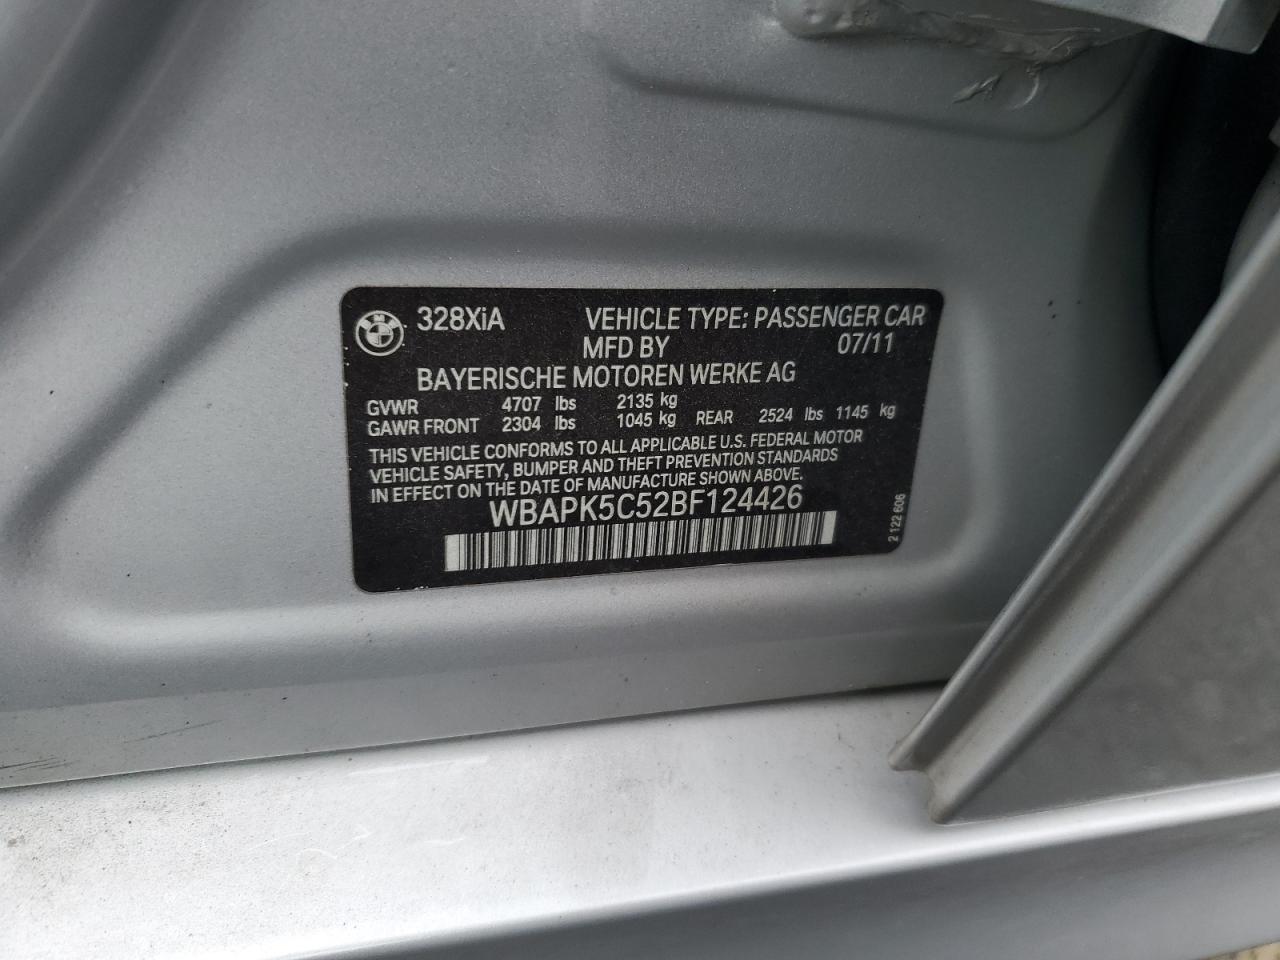 BMW 328XiA VEHICLE TYPE: PASSENGER CAR
MFD BY 07/11
BAYERISCHE MOTOREN WERKE AG
GVWR 4707 lbs 2135 kg
GAWR FRONT 2304 lbs 1045 kg REAR 2524 lbs 1145 kg
THIS VEHICLE CONFORMS TO ALL APPLICABLE U.S. FEDERAL MOTOR
VEHICLE SAFETY, BUMPER AND THEFT PREVENTION STANDARDS
IN EFFECT ON THE DATE OF MANUFACTURE SHOWN ABOVE.
WBAPK5C52BF124426
2 122 606